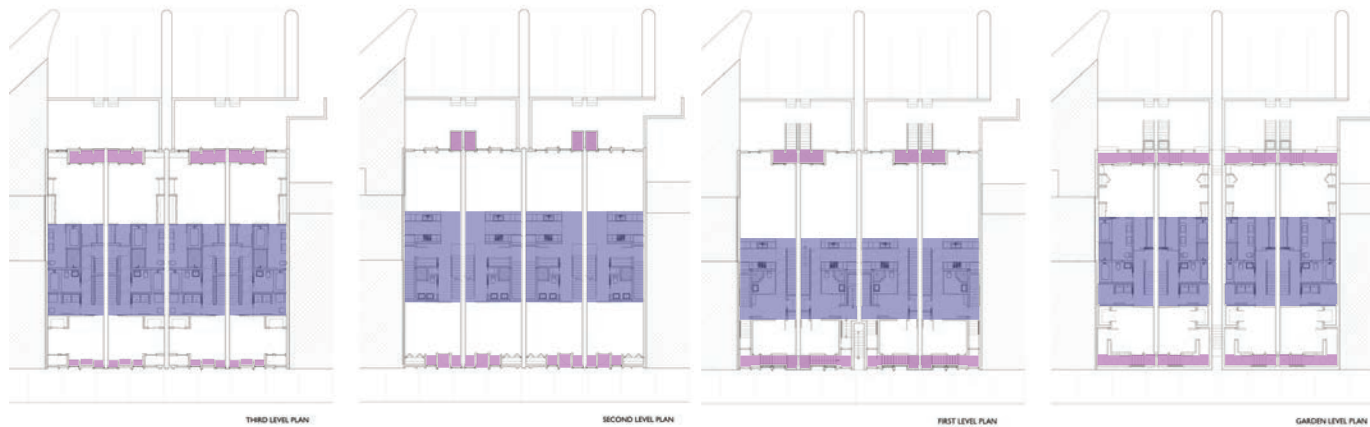 THIRD LEVEL PLAN
SECOND LEVEL PLAN
FIRST LEVEL PLAN
GARDEN LEVEL PLAN